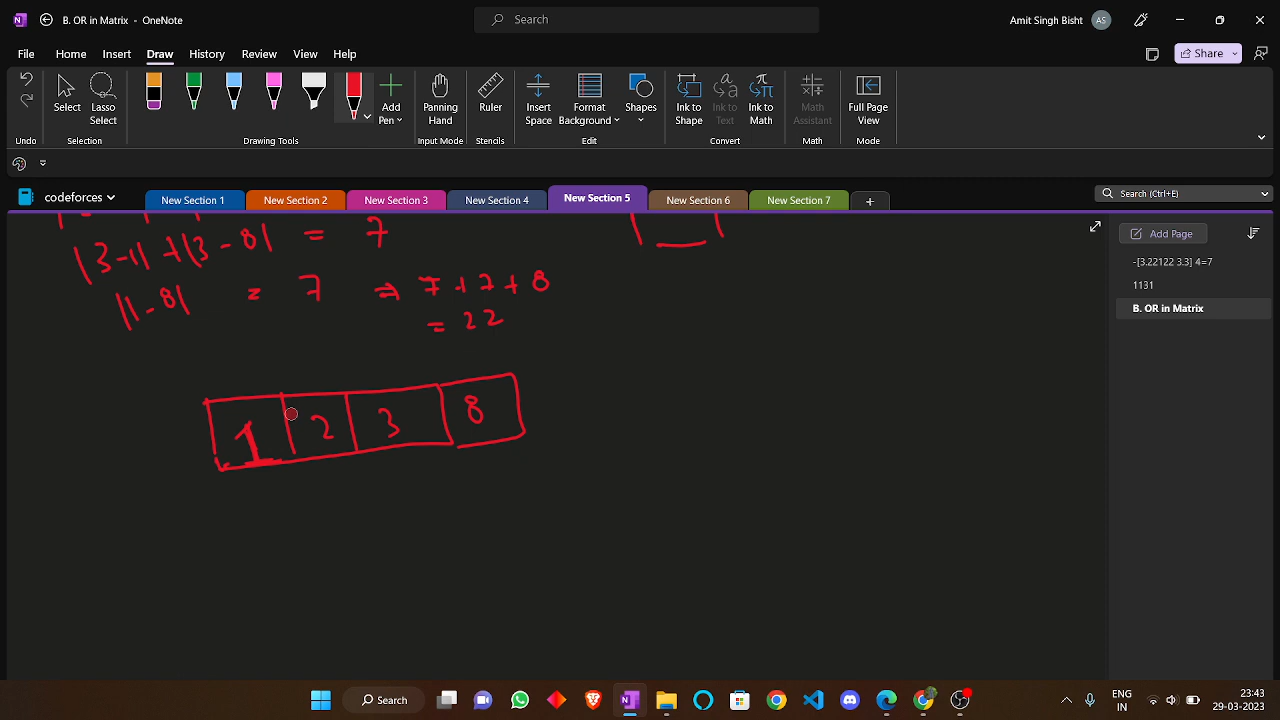 B. OR in Matrix - OneNote
Search
Amit Singh Bisht
AS
File Home Insert Draw History Review View Help
Share
Select
Lasso Select
Add Pen
Panning Hand
Ruler
Insert Space
Format Background
Shapes
Ink to Shape
Ink to Text
Ink to Math
Math Assistant
Full Page View
Undo
Selection
Drawing Tools
Input Mode
Stencils
Edit
Convert
Math
Mode
codeforces
New Section 1
New Section 2
New Section 3
New Section 4
New Section 5
New Section 6
New Section 7
Search (Ctrl+E)
Add Page
-[3.22122 3.3] 4=7
1131
B. OR in Matrix
|3-1| + |3-8| = 7
|1-8| = 7 => 7+7+8
= 22
1 2 3 8
Search
ENG
IN
23:43
29-03-2023